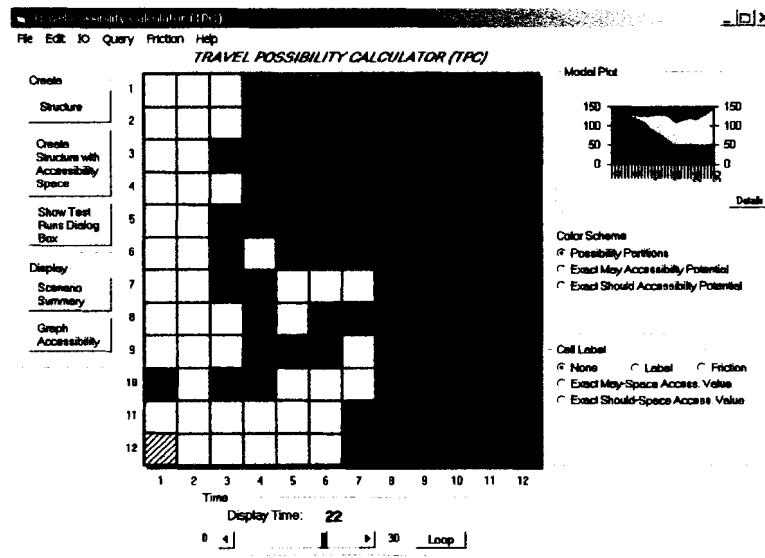 Travel Possibility Calculator (TPC)
File Edit IO Query Friction Help
TRAVEL POSSIBILITY CALCULATOR (TPC)
Create
Structure
Create
Structure with
Accessibility
Space
Show Test
Runs Dialog
Box
Display
Scenario
Summary
Graph
Accessibility
1
2
3
4
5
6
7
8
9
10
11
12
1 2 3 4 5 6 7 8 9 10 11 12
Time
Display Time: 22
0 30 Loop
Modal Plot
150 150
100 100
50 50
0 0
Details
Color Scheme
Possibility Partitions
Exact May Accessibility Potential
Exact Should Accessibility Potential
Cell Label
None Label Friction
Exact May-Space Access. Value
Exact Should-Space Access. Value